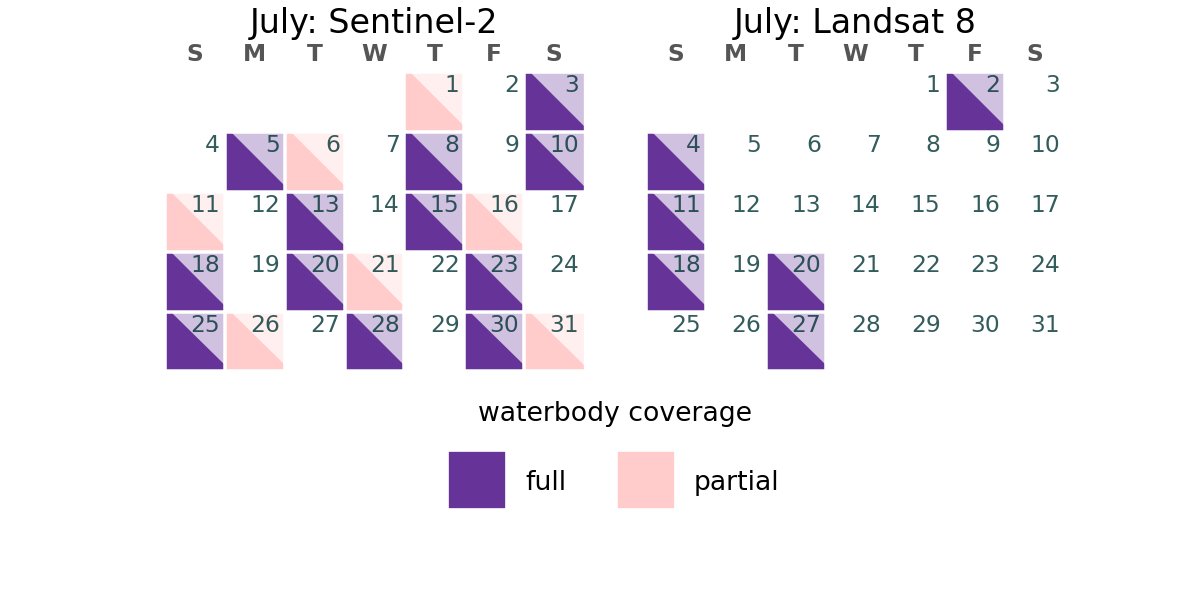 July: Sentinel-2
S M T W T F S
1 2 3
4 5 6 7 8 9 10
11 12 13 14 15 16 17
18 19 20 21 22 23 24
25 26 27 28 29 30 31
July: Landsat 8
S M T W T F S
1 2 3
4 5 6 7 8 9 10
11 12 13 14 15 16 17
18 19 20 21 22 23 24
25 26 27 28 29 30 31
waterbody coverage
full partial